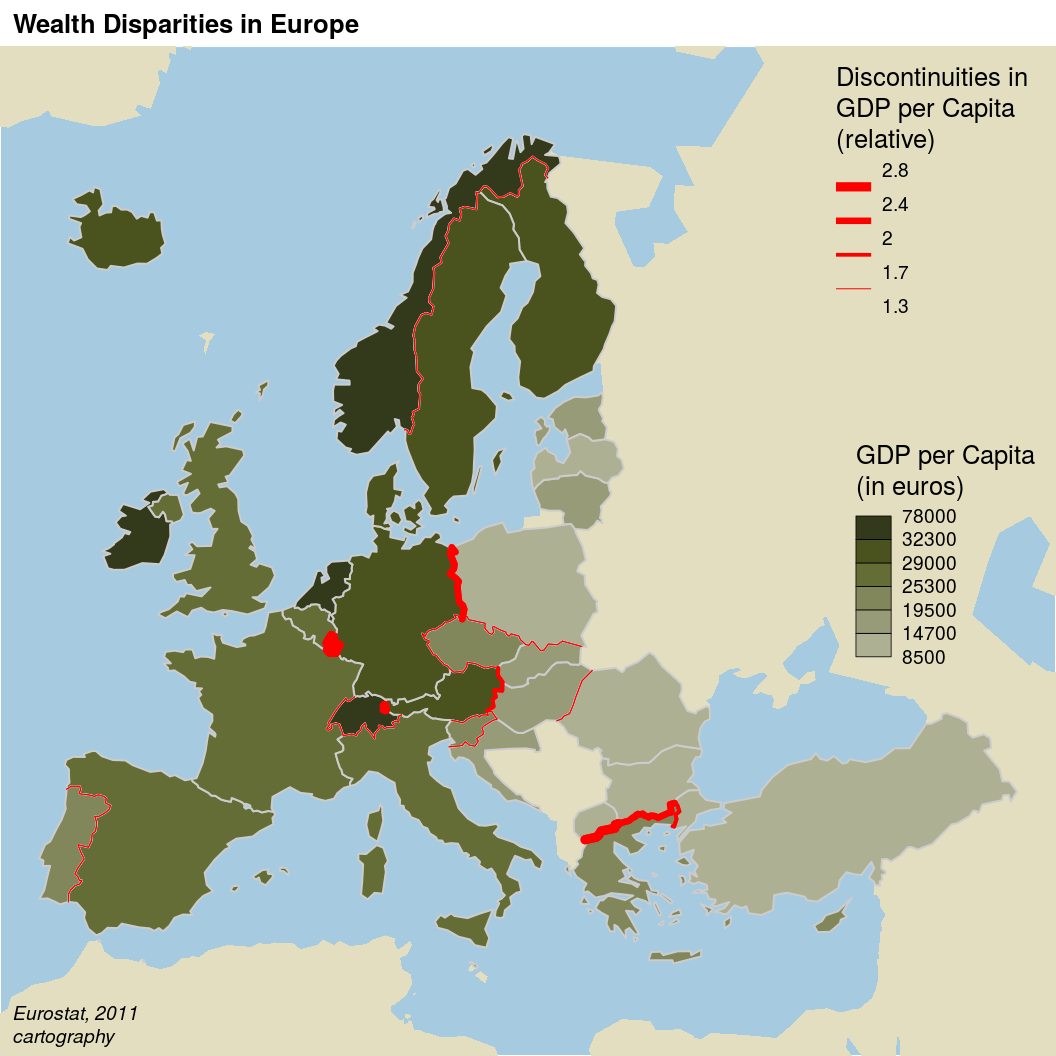 Wealth Disparities in Europe
Discontinuities in
GDP per Capita
(relative)
2.8
2.4
2
1.7
1.3
GDP per Capita
(in euros)
78000
32300
29000
25300
19500
14700
8500
Eurostat, 2011
cartography